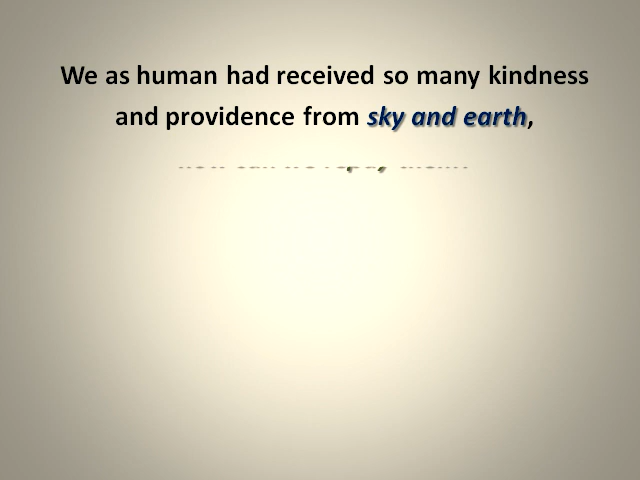 We as human had received so many kindness
and providence from sky and earth,